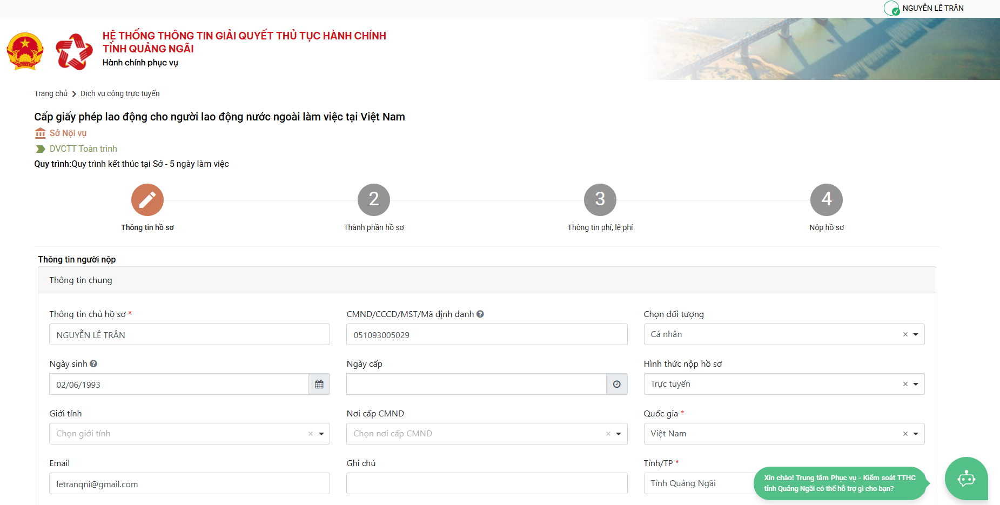 NGUYỄN LÊ TRÂN
HỆ THỐNG THÔNG TIN GIẢI QUYẾT THỦ TỤC HÀNH CHÍNH
TỈNH QUẢNG NGÃI
Hành chính phục vụ
Trang chủ > Dịch vụ công trực tuyến
Cấp giấy phép lao động cho người lao động nước ngoài làm việc tại Việt Nam
Sở Nội vụ
DVCTT Toàn trình
Quy trình:Quy trình kết thúc tại Sở - 5 ngày làm việc
2 3 4
Thông tin hồ sơ Thành phần hồ sơ Thông tin phí, lệ phí Nộp hồ sơ
Thông tin người nộp
Thông tin chung
Thông tin chủ hồ sơ * CMND/CCCD/MST/Mã định danh Chọn đối tượng
NGUYỄN LÊ TRÂN 051093005029 Cá nhân
Ngày sinh Ngày cấp Hình thức nộp hồ sơ
02/06/1993 Trực tuyến
Giới tính Nơi cấp CMND Quốc gia *
Chọn giới tính Chọn nơi cấp CMND Việt Nam
Email Ghi chú Tỉnh/TP *
letranqni@gmail.com Tỉnh Quảng Ngãi
Xin chào! Trung tâm Phục vụ - Kiểm soát TTHC
tỉnh Quảng Ngãi có thể hỗ trợ gì cho bạn?